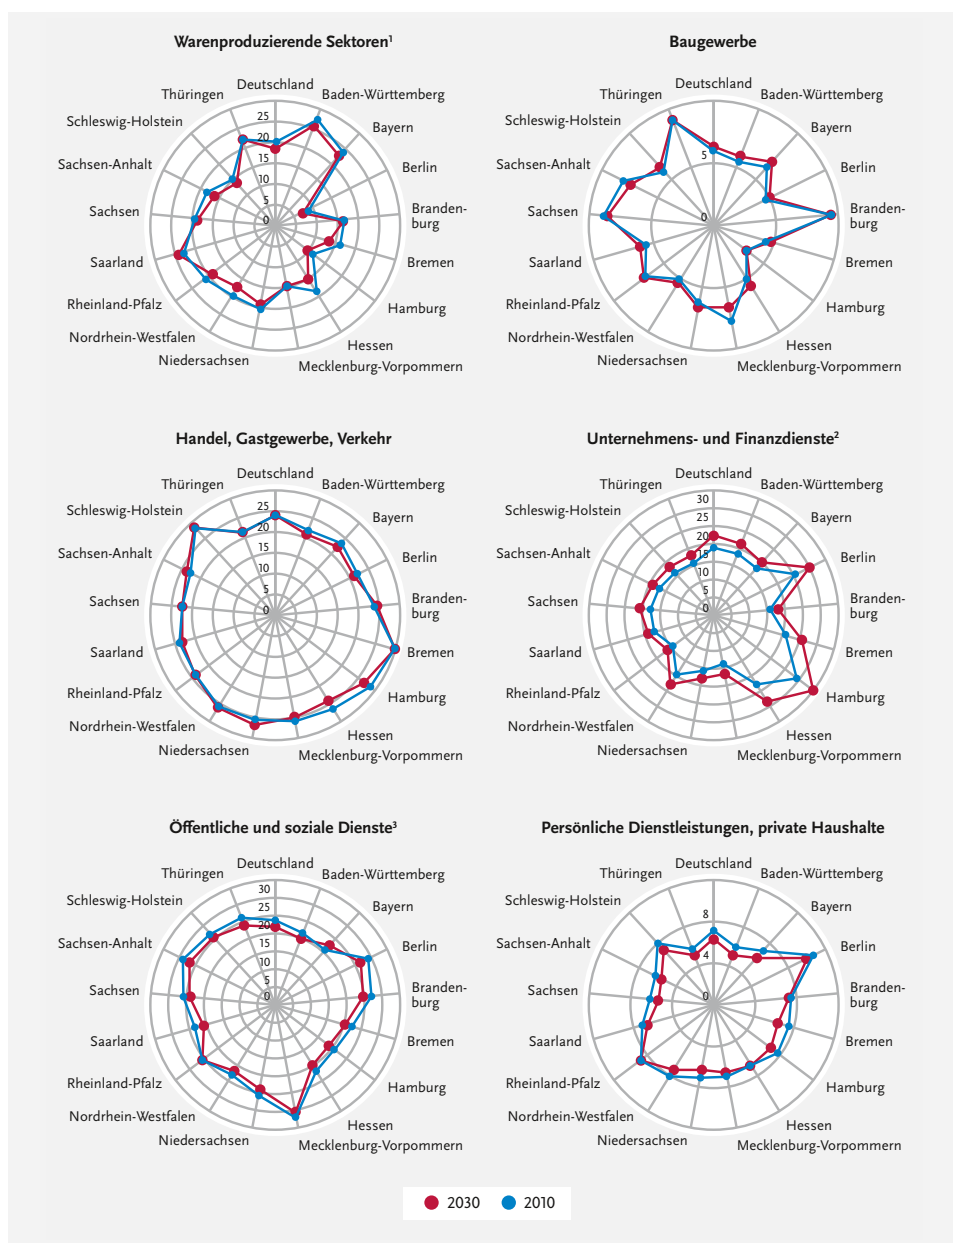 Warenproduzierende Sektoren¹
Deutschland
Baden-Württemberg
Bayern
Berlin
Branden-
burg
Bremen
Hamburg
Hessen
Mecklenburg-Vorpommern
Niedersachsen
Nordrhein-Westfalen
Rheinland-Pfalz
Saarland
Sachsen
Sachsen-Anhalt
Schleswig-Holstein
Thüringen
25
20
15
10
5
0
Baugewerbe
Deutschland
Baden-Württemberg
Bayern
Berlin
Branden-
burg
Bremen
Hamburg
Hessen
Mecklenburg-Vorpommern
Niedersachsen
Nordrhein-Westfalen
Rheinland-Pfalz
Saarland
Sachsen
Sachsen-Anhalt
Schleswig-Holstein
Thüringen
5
0
Handel, Gastgewerbe, Verkehr
Deutschland
Baden-Württemberg
Bayern
Berlin
Branden-
burg
Bremen
Hamburg
Hessen
Mecklenburg-Vorpommern
Niedersachsen
Nordrhein-Westfalen
Rheinland-Pfalz
Saarland
Sachsen
Sachsen-Anhalt
Schleswig-Holstein
Thüringen
25
20
15
10
5
0
Unternehmens- und Finanzdienste²
Deutschland
Baden-Württemberg
Bayern
Berlin
Branden-
burg
Bremen
Hamburg
Hessen
Mecklenburg-Vorpommern
Niedersachsen
Nordrhein-Westfalen
Rheinland-Pfalz
Saarland
Sachsen
Sachsen-Anhalt
Schleswig-Holstein
Thüringen
30
25
20
15
10
5
0
Öffentliche und soziale Dienste³
Deutschland
Baden-Württemberg
Bayern
Berlin
Branden-
burg
Bremen
Hamburg
Hessen
Mecklenburg-Vorpommern
Niedersachsen
Nordrhein-Westfalen
Rheinland-Pfalz
Saarland
Sachsen
Sachsen-Anhalt
Schleswig-Holstein
Thüringen
30
25
20
15
10
5
0
Persönliche Dienstleistungen, private Haushalte
Deutschland
Baden-Württemberg
Bayern
Berlin
Branden-
burg
Bremen
Hamburg
Hessen
Mecklenburg-Vorpommern
Niedersachsen
Nordrhein-Westfalen
Rheinland-Pfalz
Saarland
Sachsen
Sachsen-Anhalt
Schleswig-Holstein
Thüringen
8
4
0
2030
2010